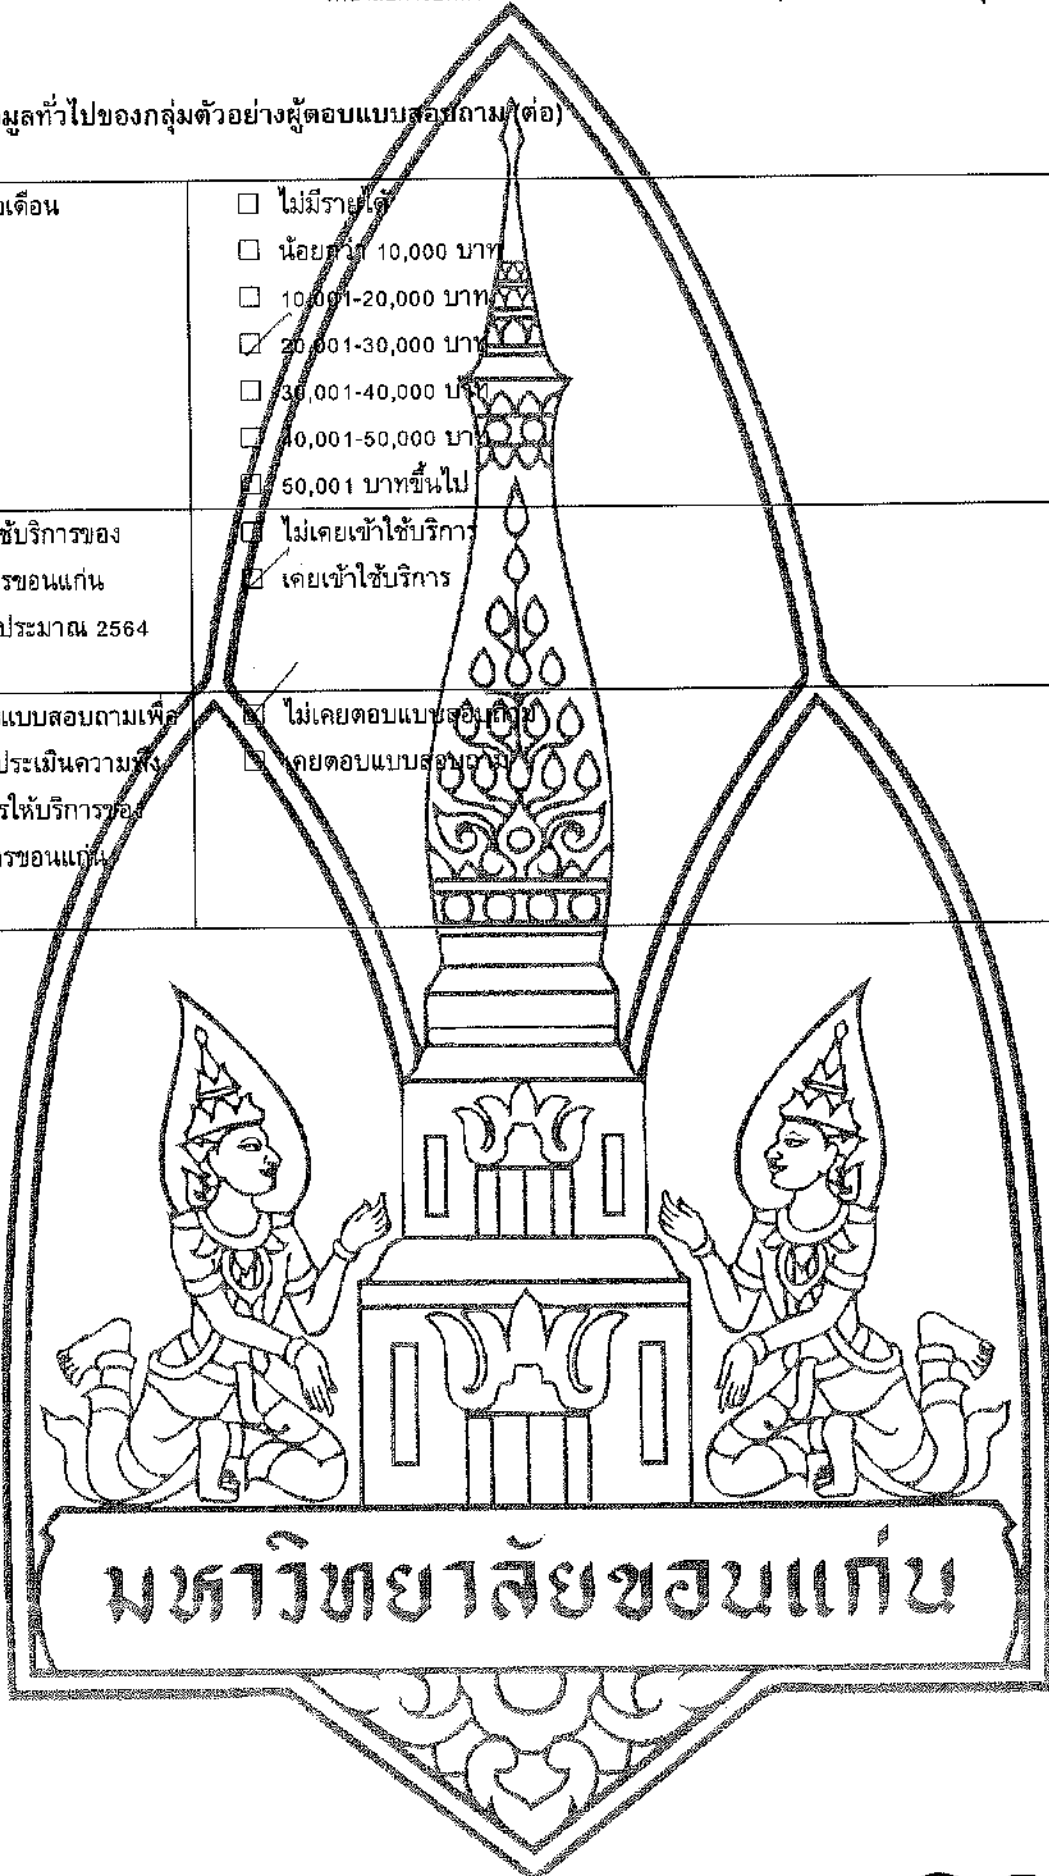 มูลทั่วไปของกลุ่มตัวอย่างผู้ตอบแบบสอบถาม (ต่อ)
เดือน
☐ ไม่มีรายได้
☐ น้อยกว่า 10,000 บาท
☐ 10,001-20,000 บาท
☑ 20,001-30,000 บาท
☐ 30,001-40,000 บาท
☐ 40,001-50,000 บาท
☐ 50,001 บาทขึ้นไป
ช้บริการของ
รขอนแก่น
ประมาณ 2564
☐ ไม่เคยเข้าใช้บริการ
☑ เคยเข้าใช้บริการ
แบบสอบถามเพื่อ
ประเมินความพึง
รให้บริการของ
ารขอนแก่น
☑ ไม่เคยตอบแบบสอบถาม
☐ เคยตอบแบบสอบถาม
มหาวิทยาลัยขอนแก่น